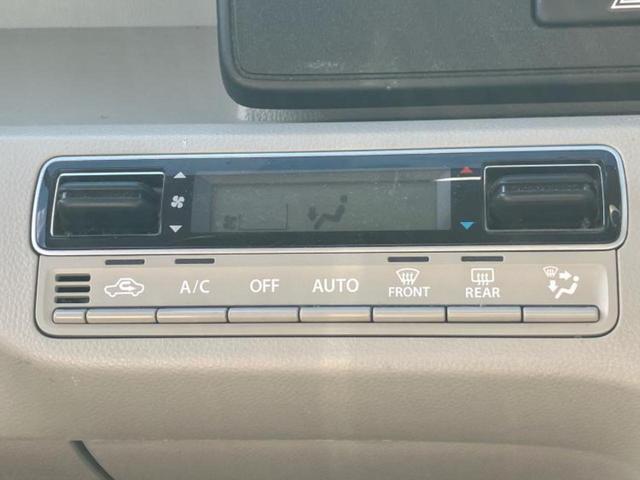 A/C OFF AUTO FRONT REAR